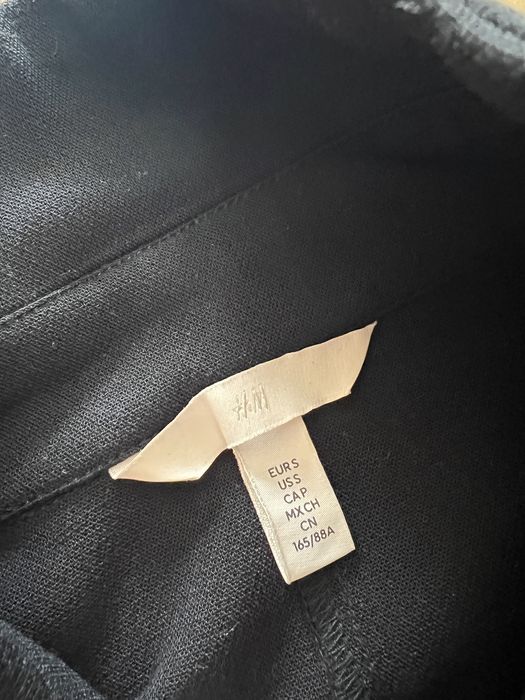 H&M
EUR S
US S
CA P
MX CH
CN
165/88A